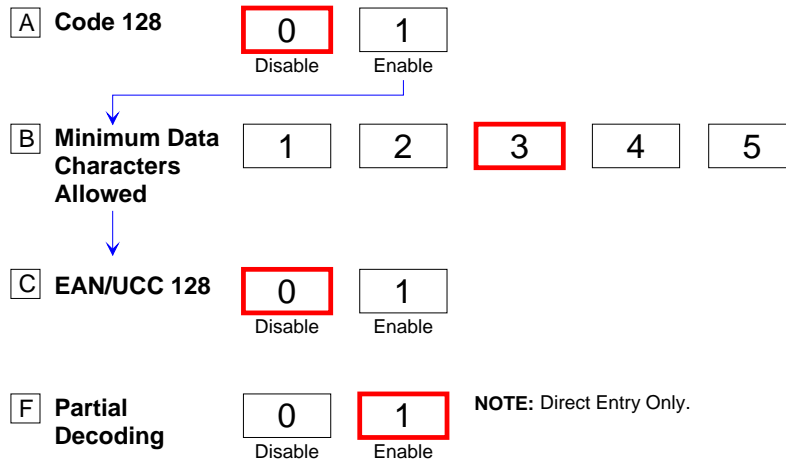 A Code 128 0 1
Disable Enable
B Minimum Data Characters Allowed 1 2 3 4 5
C EAN/UCC 128 0 1
Disable Enable
F Partial Decoding 0 1 NOTE: Direct Entry Only.
Disable Enable